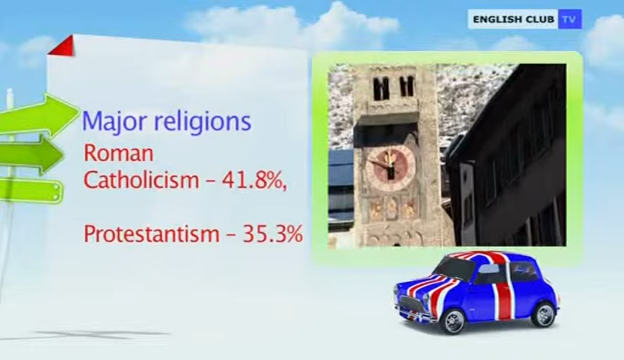 ENGLISH CLUB TV
Major religions
Roman
Catholicism – 41.8%,
Protestantism – 35.3%